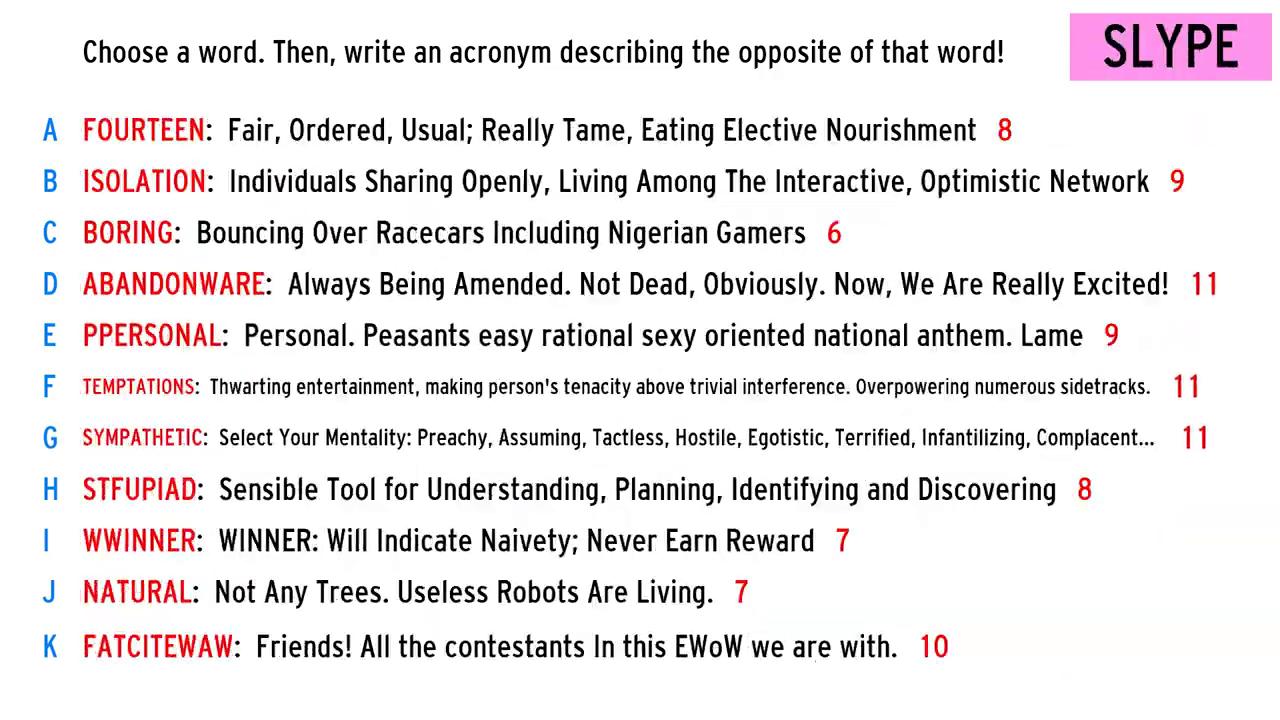 Choose a word. Then, write an acronym describing the opposite of that word!
SLYPE
A FOURTEEN: Fair, Ordered, Usual; Really Tame, Eating Elective Nourishment 8
B ISOLATION: Individuals Sharing Openly, Living Among The Interactive, Optimistic Network 9
C BORING: Bouncing Over Racecars Including Nigerian Gamers 6
D ABANDONWARE: Always Being Amended. Not Dead, Obviously. Now, We Are Really Excited! 11
E PPERSONAL: Personal. Peasants easy rational sexy oriented national anthem. Lame 9
F TEMPTATIONS: Thwarting entertainment, making person's tenacity above trivial interference. Overpowering numerous sidetracks. 11
G SYMPATHETIC: Select Your Mentality: Preachy, Assuming, Tactless, Hostile, Egotistic, Terrified, Infantilizing, Complacent... 11
H STFUPIAD: Sensible Tool for Understanding, Planning, Identifying and Discovering 8
I WWINNER: WINNER: Will Indicate Naivety; Never Earn Reward 7
J NATURAL: Not Any Trees. Useless Robots Are Living. 7
K FATCITEWAW: Friends! All the contestants In this EWoW we are with. 10